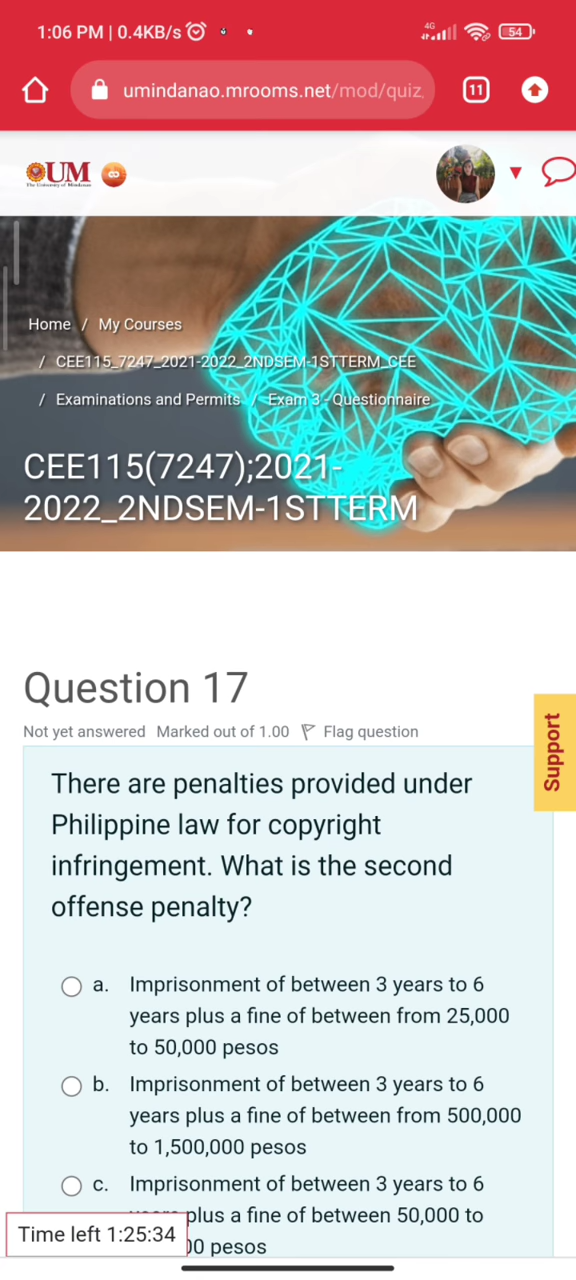 1:06 PM | 0.4KB/s
4G
54
umindanao.mrooms.net/mod/quiz
11
UM
The University of Mindanao
Home / My Courses
/ CEE115_7247_2021-2022_2NDSEM-1STTERM_CEE
/ Examinations and Permits / Exam 3 - Questionnaire
CEE115(7247);2021-
2022_2NDSEM-1STTERM
Question 17
Not yet answered Marked out of 1.00 Flag question
Support
There are penalties provided under
Philippine law for copyright
infringement. What is the second
offense penalty?
a. Imprisonment of between 3 years to 6
years plus a fine of between from 25,000
to 50,000 pesos
b. Imprisonment of between 3 years to 6
years plus a fine of between from 500,000
to 1,500,000 pesos
c. Imprisonment of between 3 years to 6
plus a fine of between 50,000 to
pesos
Time left 1:25:34